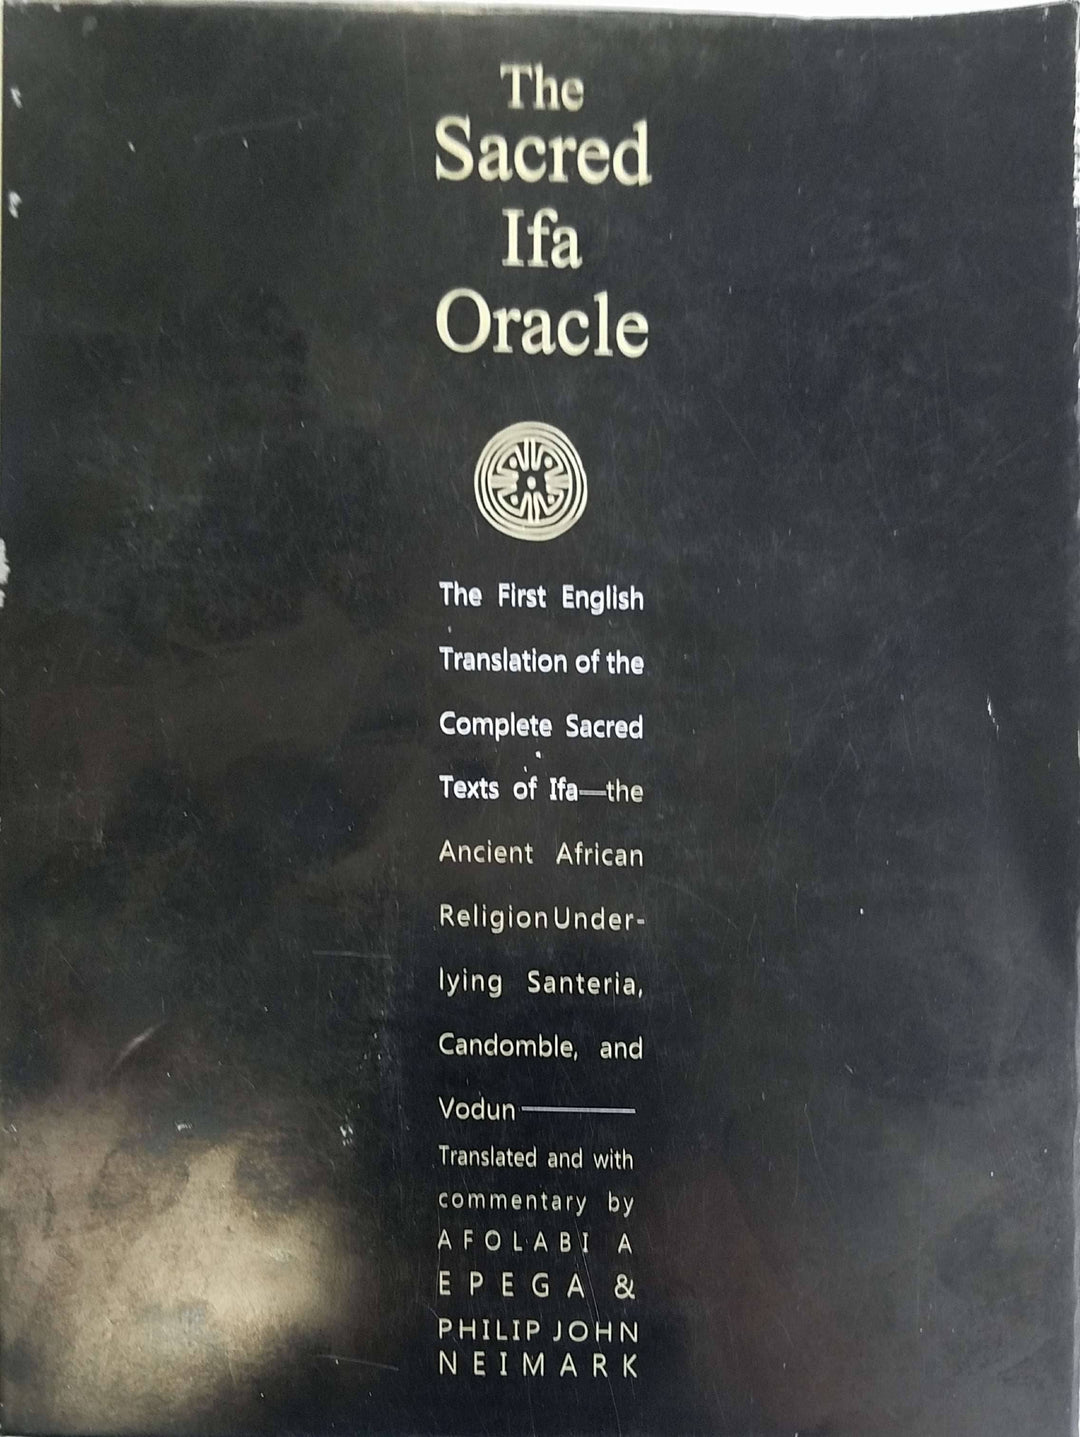 The
Sacred
Ifa
Oracle
The First English
Translation of the
Complete Sacred
Texts of Ifa—the
Ancient African
Religion Under-
lying Santeria,
Candomble, and
Vodun——
Translated and with
commentary by
AFOLABI A
EPEGA &
PHILIP JOHN
NEIMARK